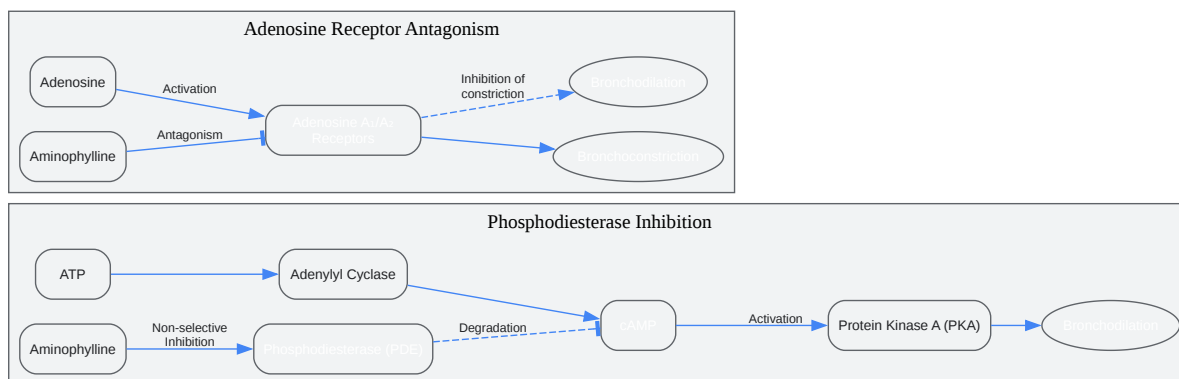 Adenosine Receptor Antagonism
Adenosine
Activation
Inhibition of
constriction
Bronchodilation
Adenosine A₁/A₂
Receptors
Antagonism
Aminophylline
Bronchoconstriction
Phosphodiesterase Inhibition
ATP
Adenylyl Cyclase
cAMP
Activation
Protein Kinase A (PKA)
Bronchodilation
Aminophylline
Non-selective
Inhibition
Phosphodiesterase (PDE)
Degradation